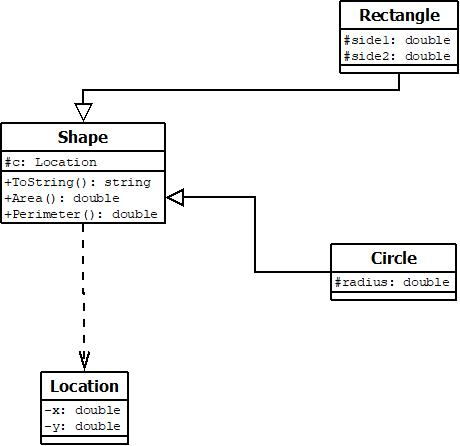 Rectangle
#side1: double
#side2: double
Shape
#c: Location
+ToString(): string
+Area(): double
+Perimeter(): double
Circle
#radius: double
Location
-x: double
-y: double